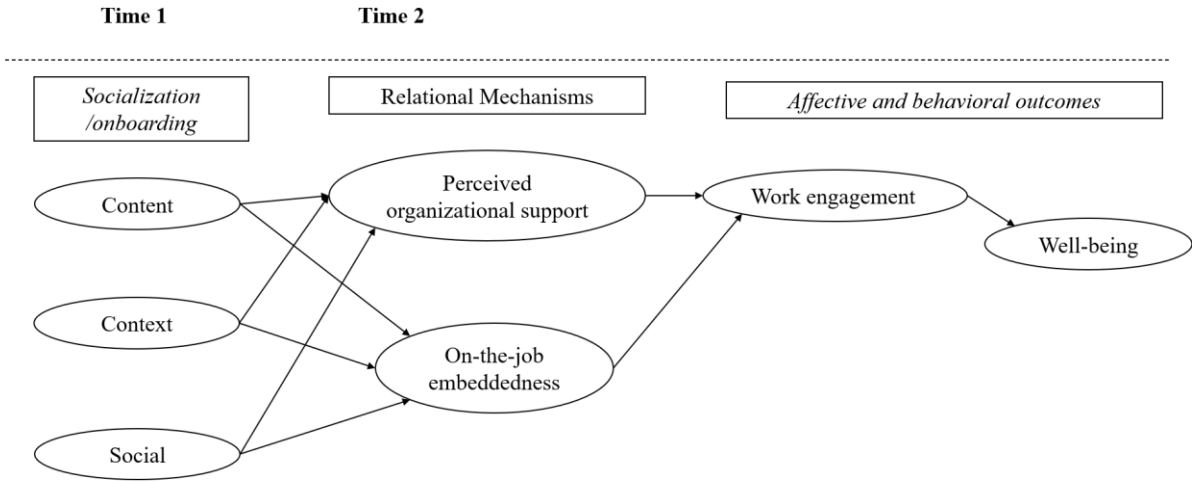 Time 1
Time 2
Socialization
/onboarding
Relational Mechanisms
Affective and behavioral outcomes
Content
Perceived
organizational support
Work engagement
Well-being
Context
On-the-job
embeddedness
Social